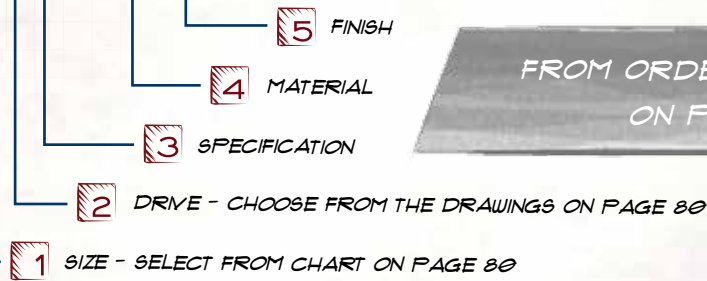 5 FINISH
4 MATERIAL
FROM
ON
3 SPECIFICATION
2 DRIVE - CHOOSE FROM THE DRAWINGS ON PAGE 80
1 SIZE - SELECT FROM CHART ON PAGE 80